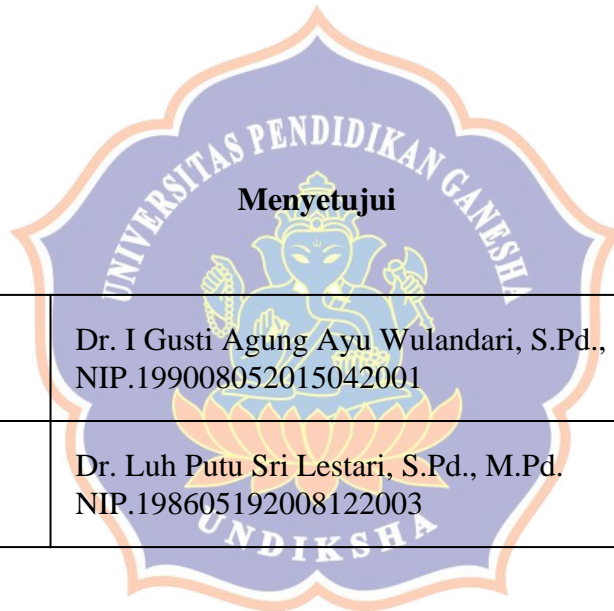 UNIVERSITAS PENDIDIKAN GANESHA
Menyetujui
Dr. I Gusti Agung Ayu Wulandari, S.Pd.,
NIP.199008052015042001
Dr. Luh Putu Sri Lestari, S.Pd., M.Pd.
NIP.198605192008122003
UNDIKSHA